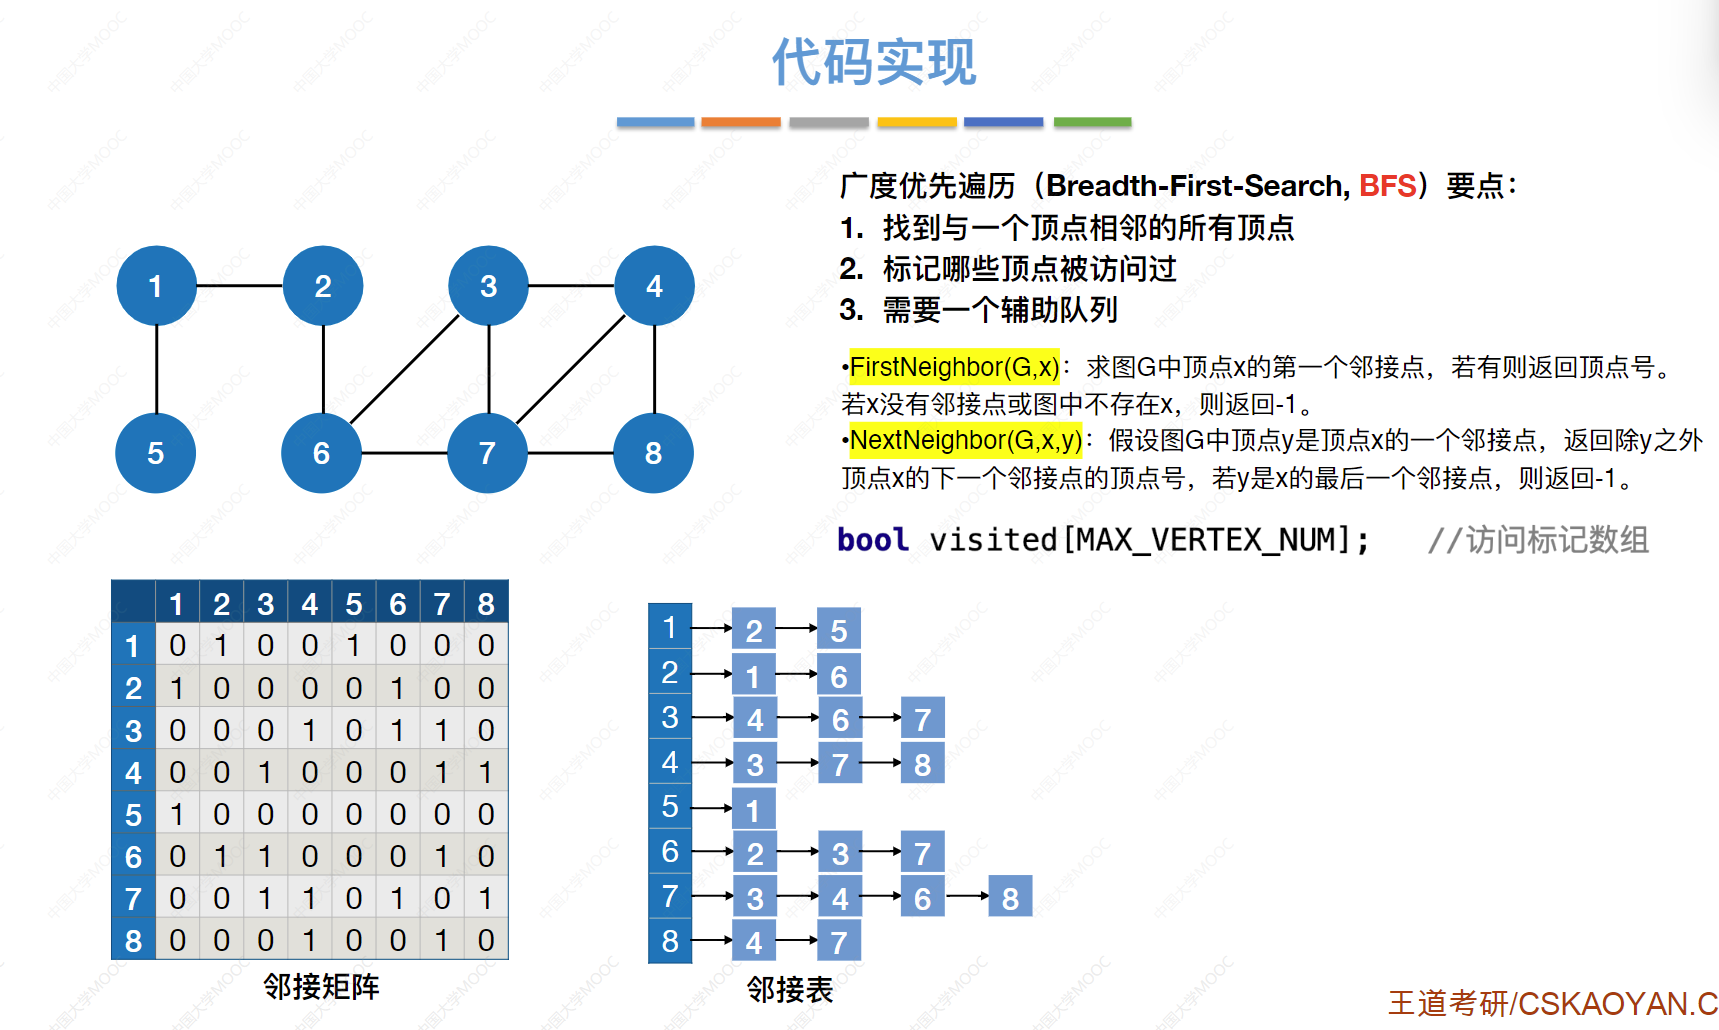 代码实现
广度优先遍历（Breadth-First-Search, BFS）要点：
1. 找到与一个顶点相邻的所有顶点
2. 标记哪些顶点被访问过
3. 需要一个辅助队列
•FirstNeighbor(G,x)：求图G中顶点x的第一个邻接点，若有则返回顶点号。
若x没有邻接点或图中不存在x，则返回-1。
•NextNeighbor(G,x,y)：假设图G中顶点y是顶点x的一个邻接点，返回除y之外
顶点x的下一个邻接点的顶点号，若y是x的最后一个邻接点，则返回-1。
bool visited[MAX_VERTEX_NUM]; //访问标记数组
1 2 3 4
5 6 7 8
1 2 3 4 5 6 7 8
1 0 1 0 0 1 0 0 0
2 1 0 0 0 0 1 0 0
3 0 0 0 1 0 1 1 0
4 0 0 1 0 0 0 1 1
5 1 0 0 0 0 0 0 0
6 0 1 1 0 0 0 1 0
7 0 0 1 1 0 1 0 1
8 0 0 0 1 0 0 1 0
邻接矩阵
1 2 5
2 1 6
3 4 6 7
4 3 7 8
5 1
6 2 3 7
7 3 4 6 8
8 4 7
邻接表
王道考研/CSKAOYAN.C
中国大学MOOC